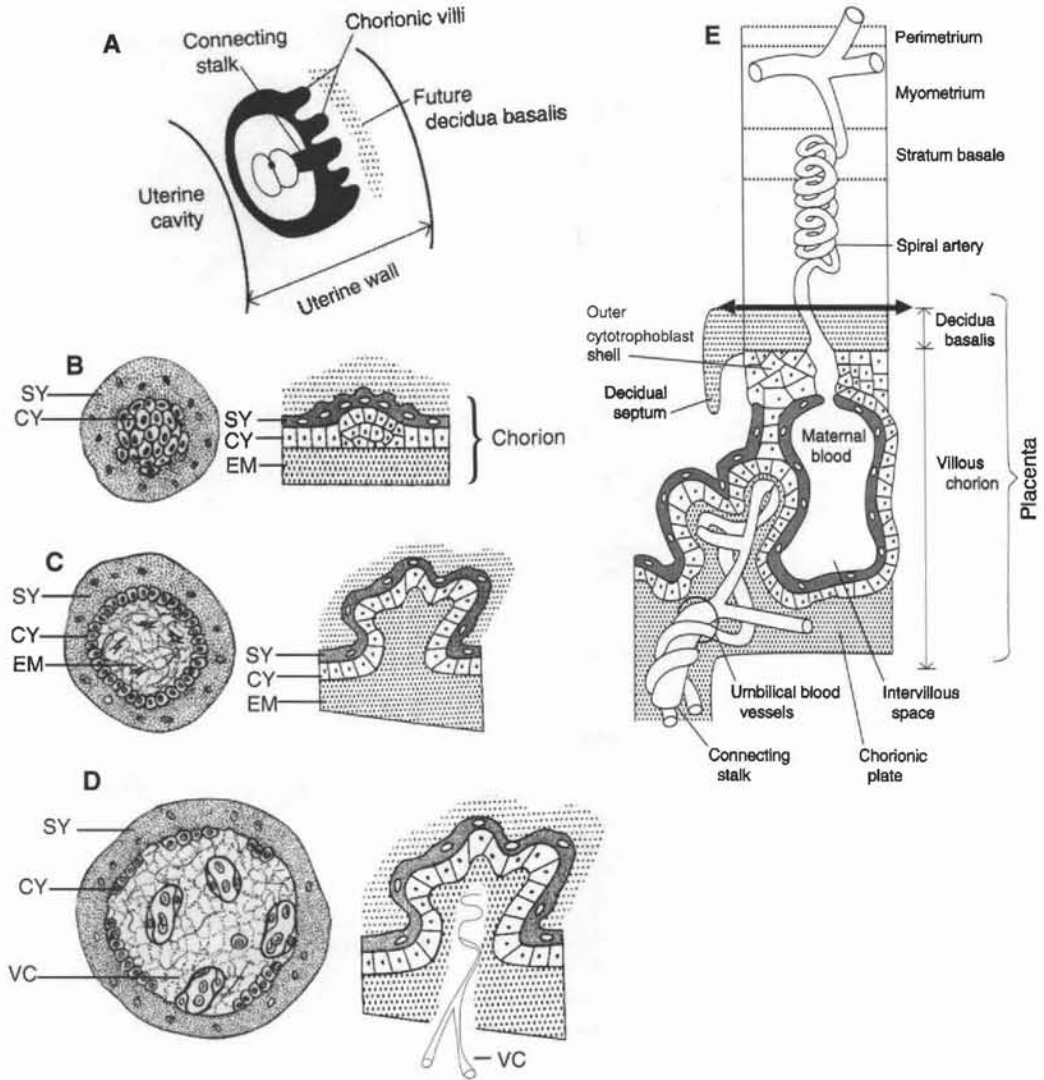 A
Connecting
stalk
Chorionic villi
Future
decidua basalis
Uterine
cavity
Uterine wall
B
SY
CY
SY
CY
EM
Chorion
C
SY
CY
EM
SY
CY
EM
D
SY
CY
VC
VC
E
Perimetrium
Myometrium
Stratum basale
Spiral artery
Outer
cytotrophoblast
shell
Decidua
basalis
Decidual
septum
Maternal
blood
Villous
chorion
Placenta
Umbilical blood
vessels
Intervillous
space
Connecting
stalk
Chorionic
plate